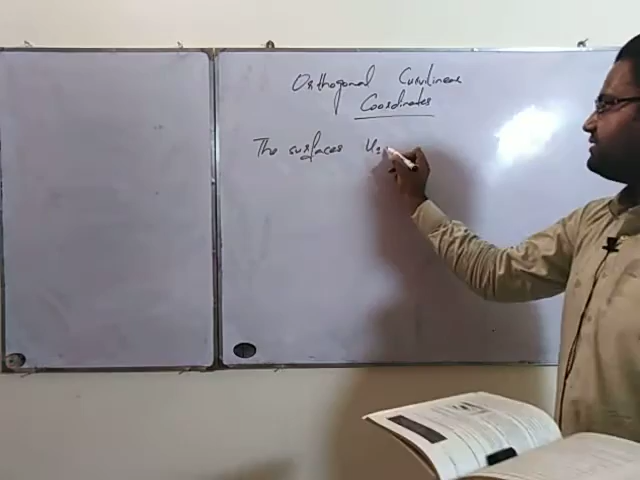 Orthogonal Curvilinear
Coordinates
The surfaces u₁